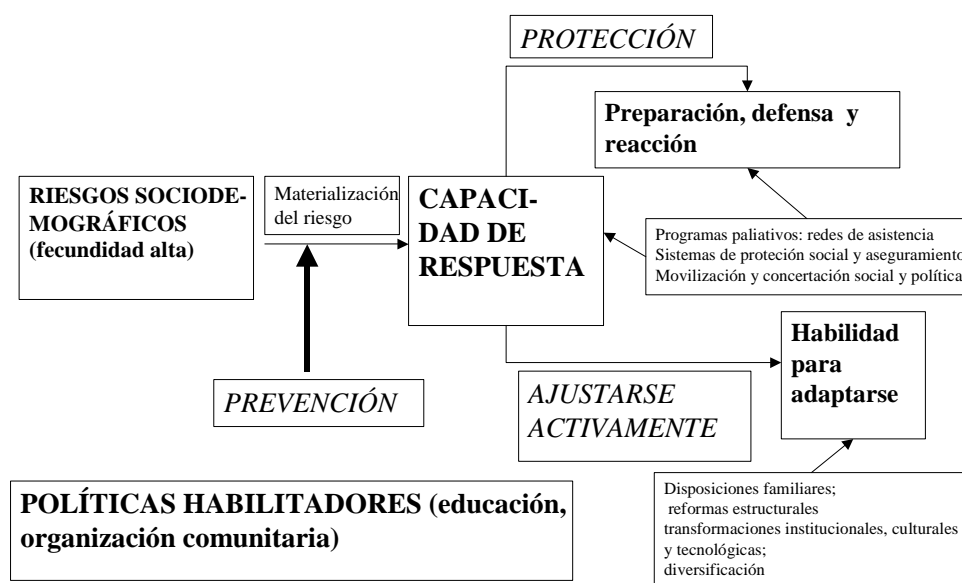 PROTECCIÓN
Preparación, defensa y
reacción
RIESGOS SOCIODE-
MOGRÁFICOS
(fecundidad alta)
Materialización
del riesgo
CAPACI-
DAD DE
RESPUESTA
Programas paliativos: redes de asistencia
Sistemas de proteción social y aseguramiento
Movilización y concertación social y política
PREVENCIÓN
AJUSTARSE
ACTIVAMENTE
Habilidad
para
adaptarse
POLÍTICAS HABILITADORES (educación,
organización comunitaria)
Disposiciones familiares;
reformas estructurales
transformaciones institucionales, culturales
y tecnológicas;
diversificación